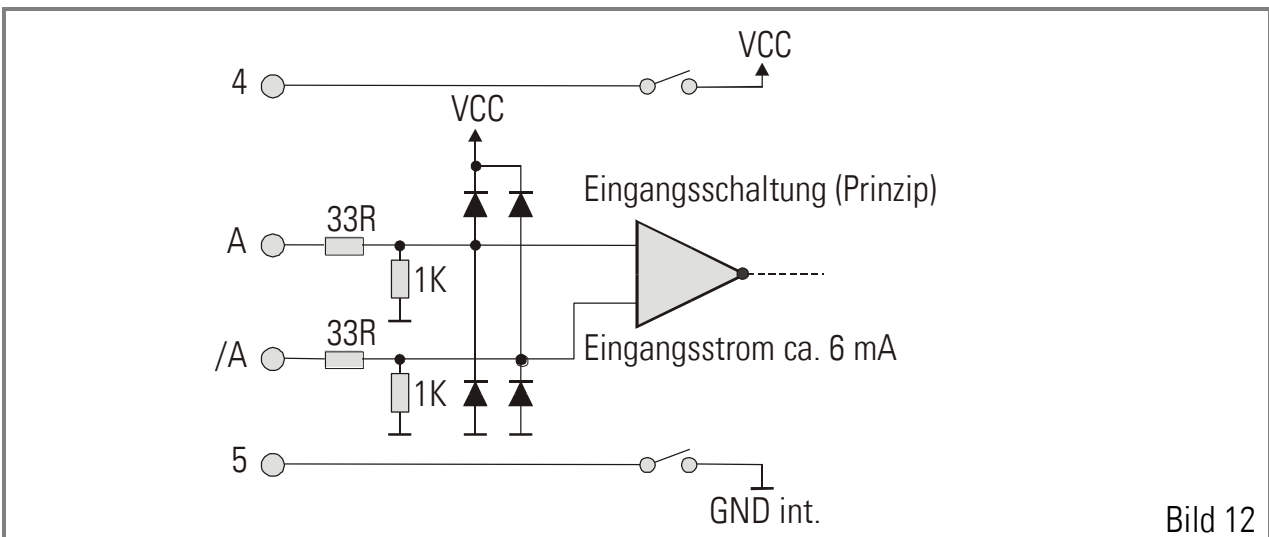 VCC
4
VCC
Eingangsschaltung (Prinzip)
33R
A
1K
33R
/A
Eingangsstrom ca. 6 mA
1K
5
GND int.
Bild 12